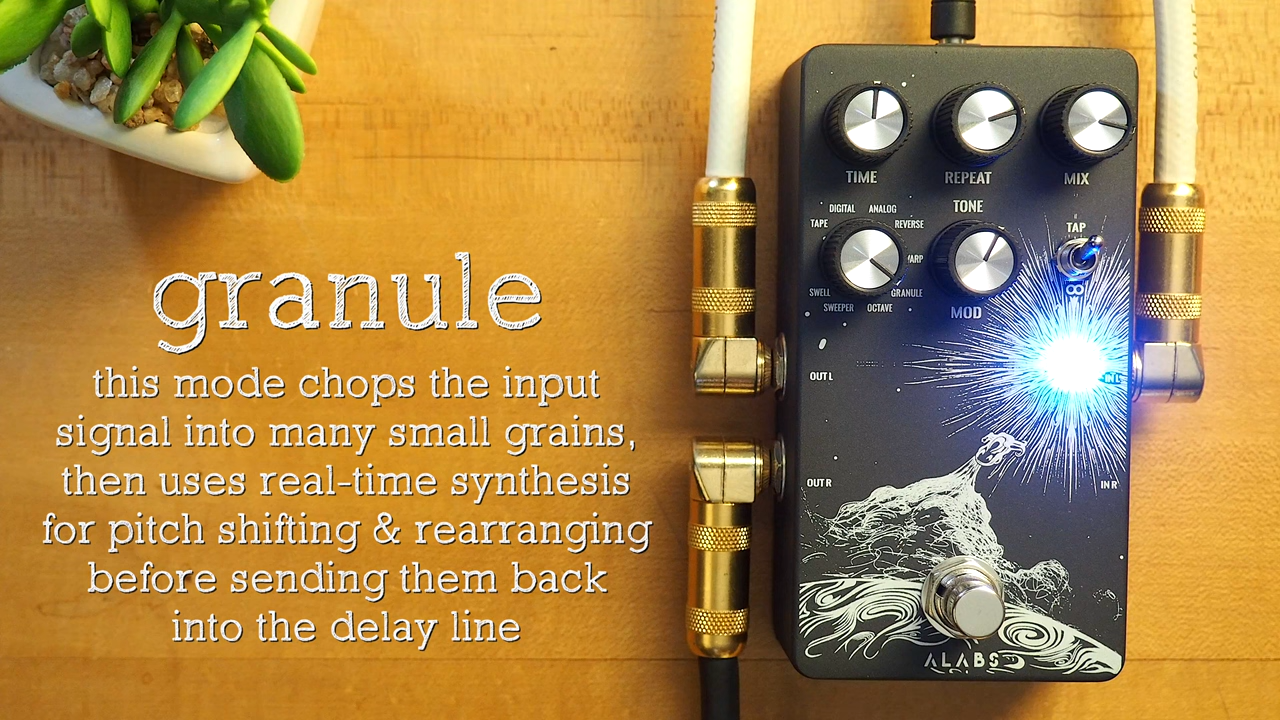 granule
this mode chops the input
signal into many small grains,
then uses real-time synthesis
for pitch shifting & rearranging
before sending them back
into the delay line
TIME REPEAT MIX
DIGITAL ANALOG TONE
TAPE REVERSE TAP
GRANULE
SWELL
SWEEPER OCTAVE MOD
OUT L
OUT R IN R
ALABS